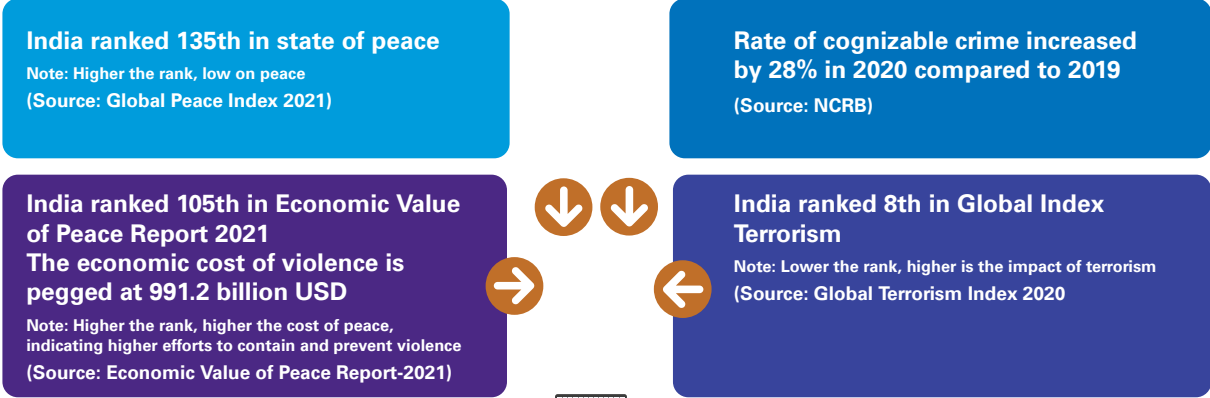 India ranked 135th in state of peace
Note: Higher the rank, low on peace
(Source: Global Peace Index 2021)
Rate of cognizable crime increased
by 28% in 2020 compared to 2019
(Source: NCRB)
India ranked 105th in Economic Value
of Peace Report 2021
The economic cost of violence is
pegged at 991.2 billion USD
Note: Higher the rank, higher the cost of peace,
indicating higher efforts to contain and prevent violence
(Source: Economic Value of Peace Report-2021)
India ranked 8th in Global Index
Terrorism
Note: Lower the rank, higher is the impact of terrorism
(Source: Global Terrorism Index 2020